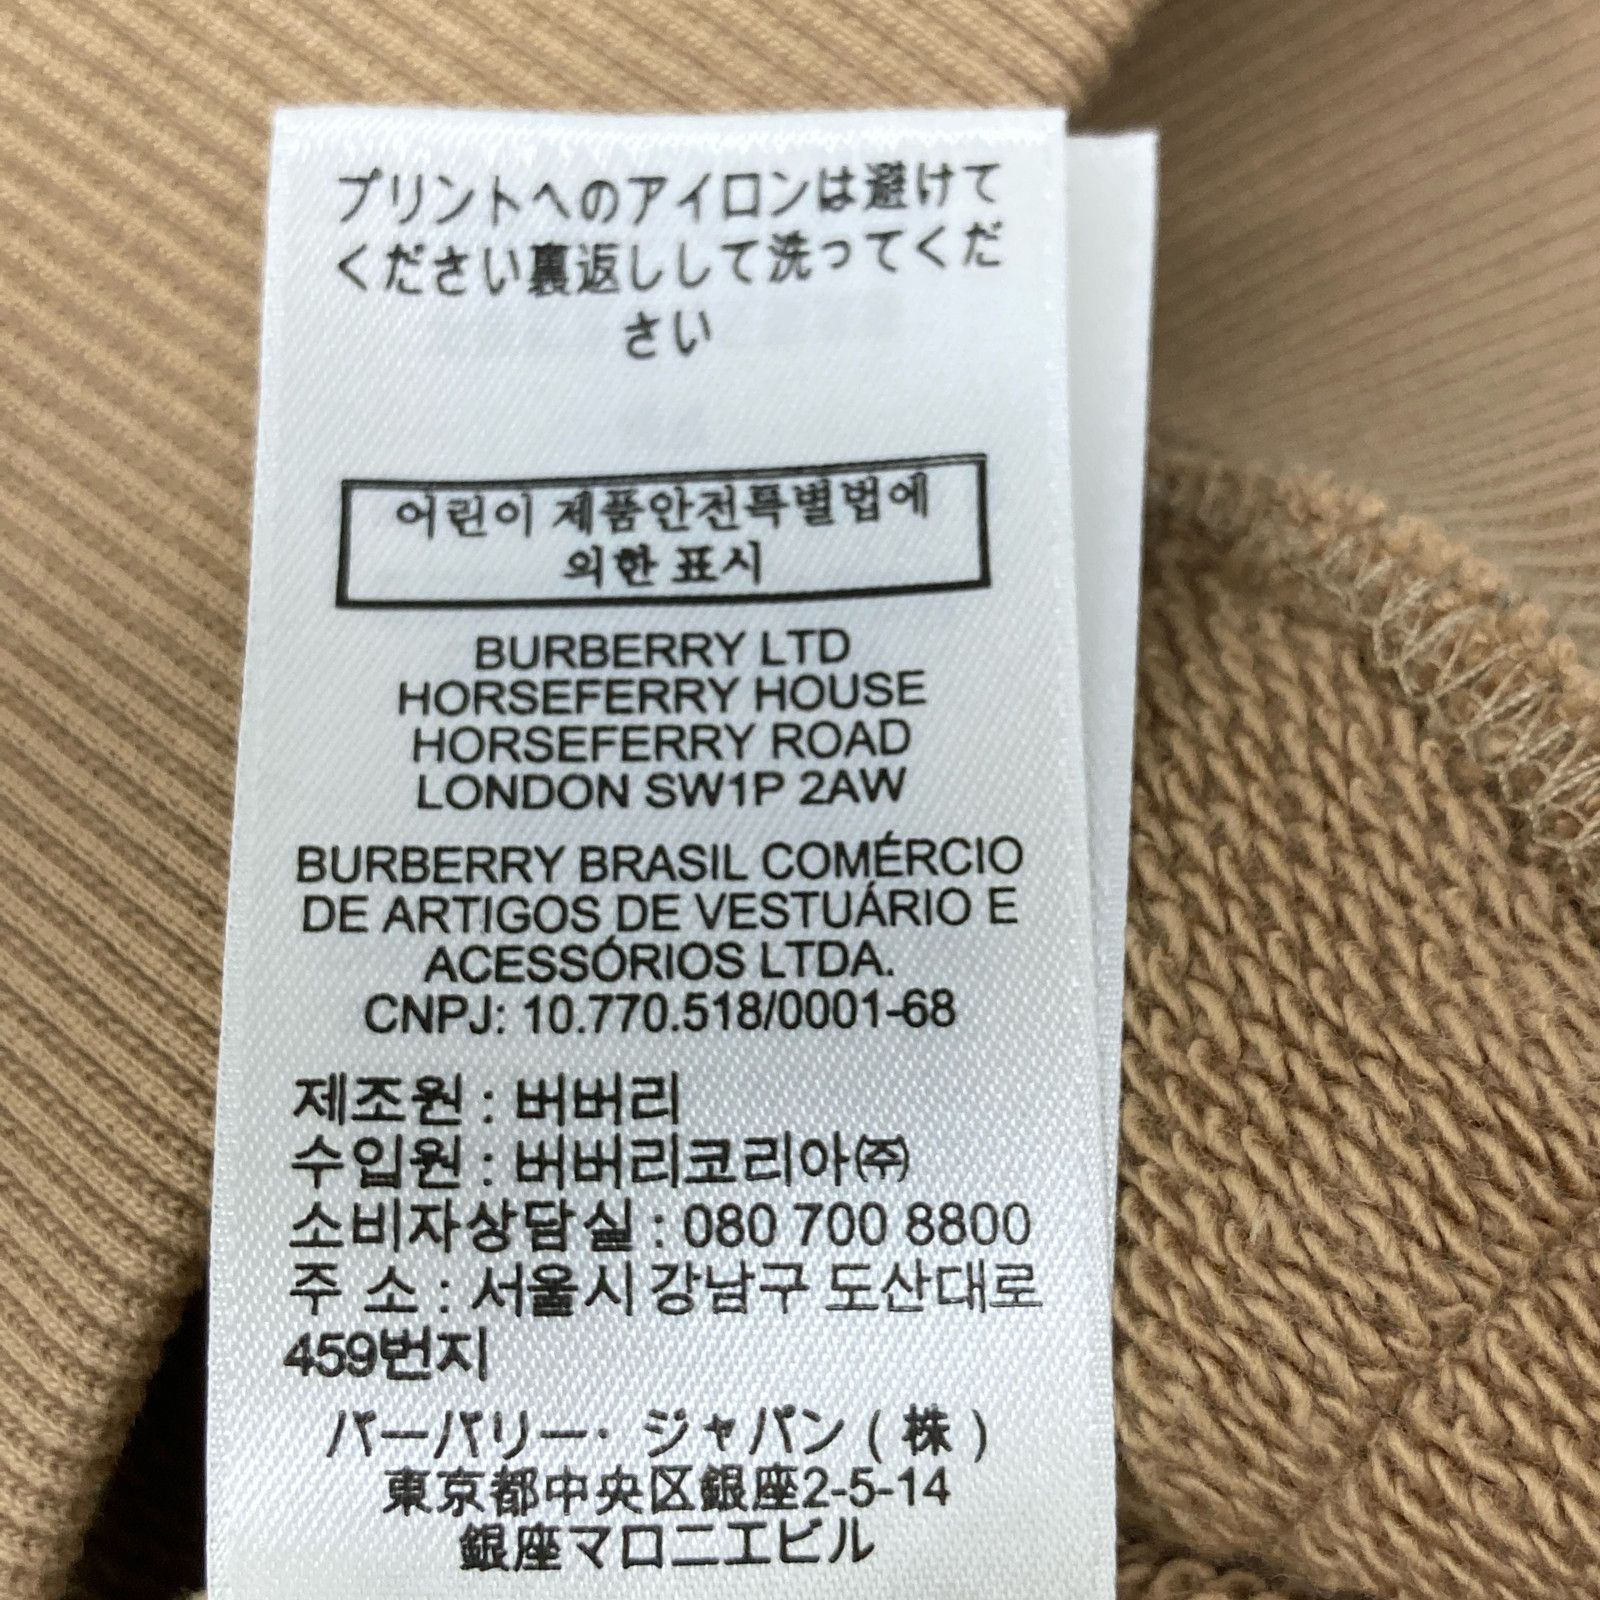 プリントへのアイロンは避けて
ください裏返しして洗ってくだ
さい
어린이 제품안전특별법에
의한 표시
BURBERRY LTD
HORSEFERRY HOUSE
HORSEFERRY ROAD
LONDON SW1P 2AW
BURBERRY BRASIL COMÉRCIO
DE ARTIGOS DE VESTUÁRIO E
ACESSÓRIOS LTDA.
CNPJ: 10.770.518/0001-68
제조원 : 버버리
수입원 : 버버리코리아㈜
소비자상담실 : 080 700 8800
주 소 : 서울시 강남구 도산대로
459번지
バーバリー・ジャパン ( 株 )
東京都中央区銀座2-5-14
銀座マロニエビル